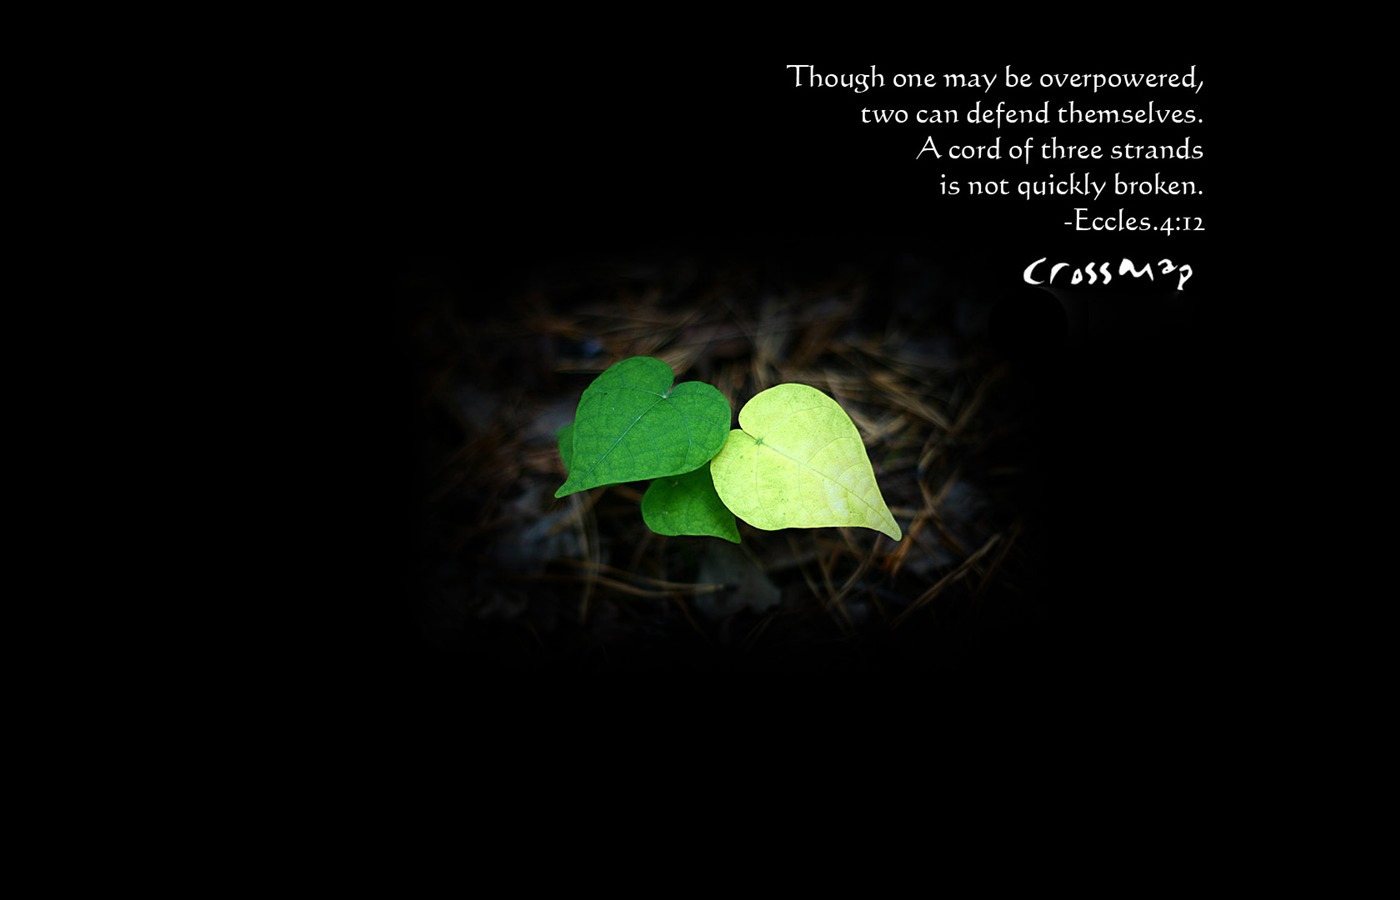 Though one may be overpowered,
two can defend themselves.
A cord of three strands
is not quickly broken.
-Eccles.4:12
crossmap